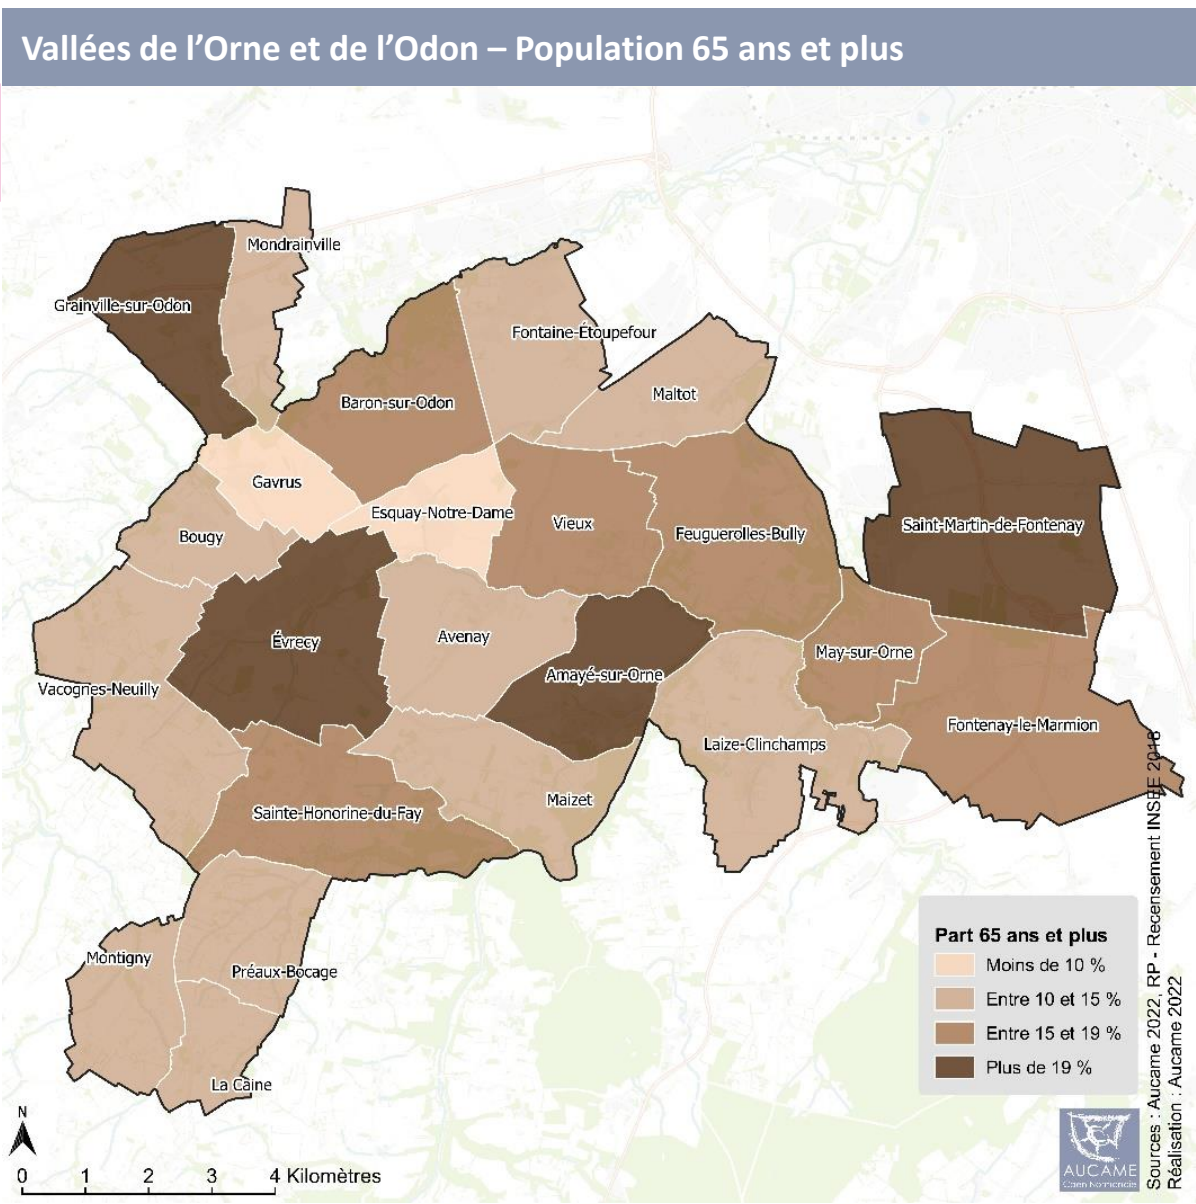 Vallées de l’Orne et de l’Odon – Population 65 ans et plus
Mondrainville
Grainville-sur-Odon
Fontaine-Étoupefour
Maltot
Baron-sur-Odon
Gavrus
Esquay-Notre-Dame
Vieux
Saint-Martin-de-Fontenay
Feuguerolles-Bully
Bougy
Évrecy
Avenay
May-sur-Orne
Amayé-sur-Orne
Vacognes-Neuilly
Fontenay-le-Marmion
Laize-Clinchamps
Maizet
Sainte-Honorine-du-Fay
Montigny
Préaux-Bocage
La Caine
Part 65 ans et plus
Moins de 10 %
Entre 10 et 15 %
Entre 15 et 19 %
Plus de 19 %
N
0 1 2 3 4 Kilomètres
AUCAME
Caen Normandie
Sources : Aucame 2022, RP - Recensement INSEE 2018
Réalisation : Aucame 2022